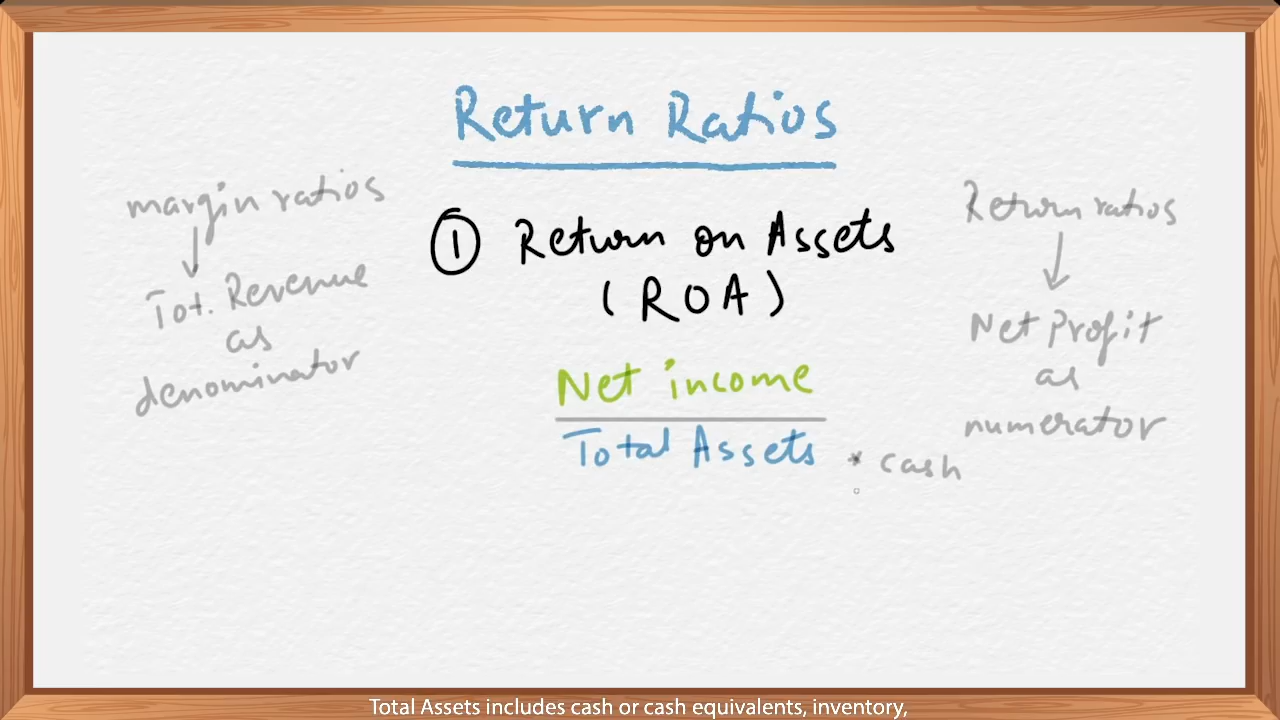 Return Ratios
margin ratios
Tot. Revenue
as
denominator
① Return on Assets
(ROA)
Net income
Total Assets
* cash
Return ratios
Net Profit
as
numerator
Total Assets includes cash or cash equivalents, inventory,